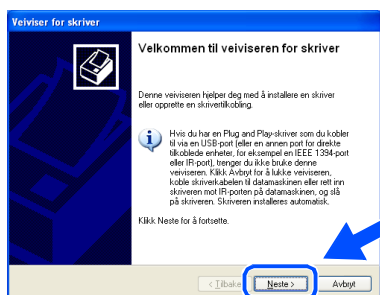 Veiviser for skriver
Velkommen til veiviseren for skriver
Denne veiviseren hjelper deg med å installere en skriver
eller opprette en skrivertilkobling.
Hvis du har en Plug and Play-skriver som du kobler
til via en USB-port (eller en annen port for direkte
tilkoblede enheter, for eksempel en IEEE 1394-port
eller IR-port), trenger du ikke bruke denne
veiviseren. Klikk Avbryt for å lukke veiviseren,
koble skriverkabelen til datamaskinen eller rett inn
skriveren mot IR-porten på datamaskinen, og slå
på skriveren. Skriveren installeres automatisk.
Klikk Neste for å fortsette.
< Tilbake Neste > Avbryt